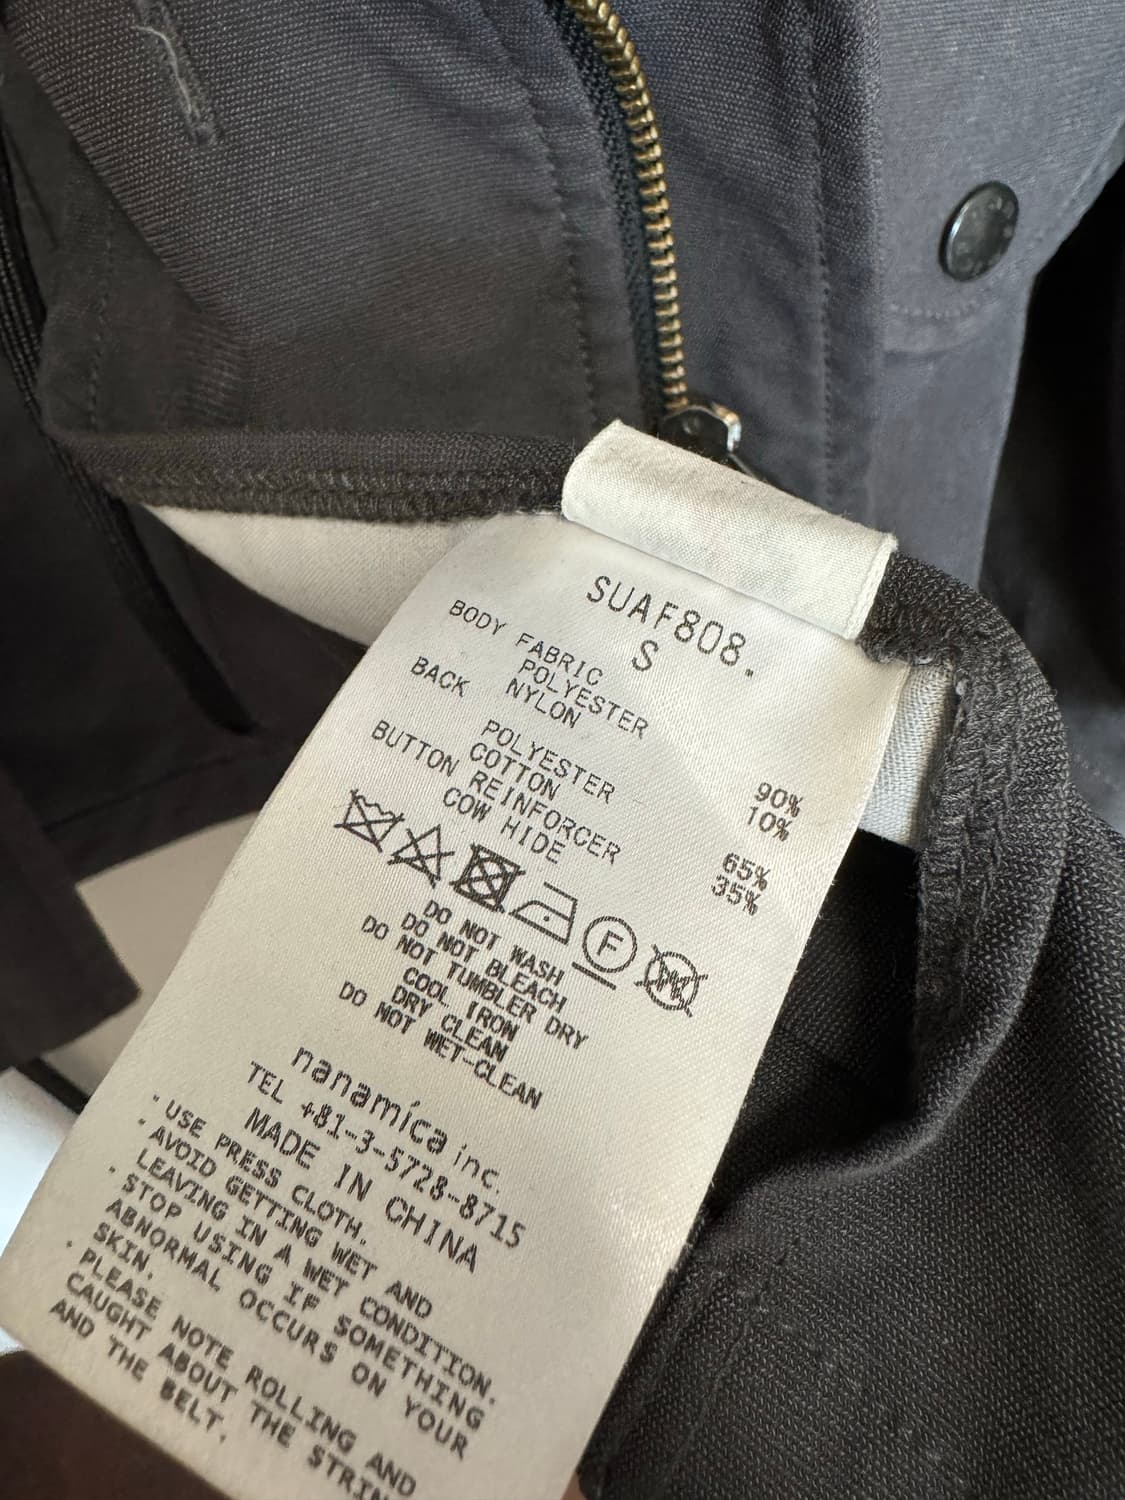 SUAF808.
S
BODY FABRIC
POLYESTER 90%
NYLON 10%
BACK
POLYESTER 65%
COTTON 35%
BUTTON REINFORCER
COW HIDE
F
DO NOT WASH
DO NOT BLEACH
DO NOT TUMBLER DRY
COOL IRON
DRY CLEAN
DO NOT WET-CLEAN
nanamica inc.
TEL +81-3-5728-8715
MADE IN CHINA
・USE PRESS CLOTH.
・AVOID GETTING WET AND
LEAVING IN A WET CONDITION.
・STOP USING IF SOMETHING
ABNORMAL OCCURS ON YOUR
SKIN.
・PLEASE NOTE ROLLING AND
CAUGHT ABOUT THE STRIN
AND THE BELT.